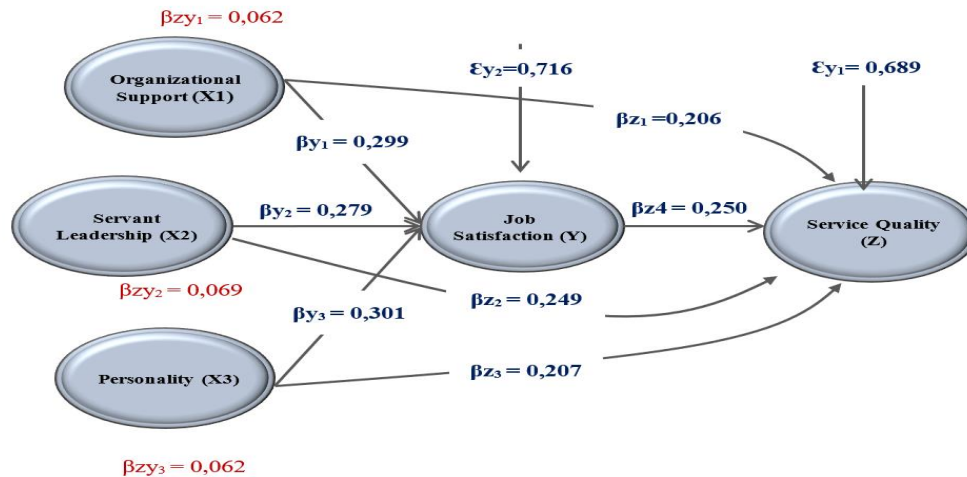 βzy₁ = 0,062
Organizational
Support (X1)
Ɛy₂=0,716
Ɛy₁=0,689
βz₁ =0,206
βy₁ = 0,299
Servant
Leadership (X2)
βy₂ = 0,279
Job
Satisfaction (Y)
βz4 = 0,250
Service Quality
(Z)
βzy₂ = 0,069
βy₃ = 0,301
βz₂ = 0,249
Personality (X3)
βz₃ = 0,207
βzy₃ = 0,062